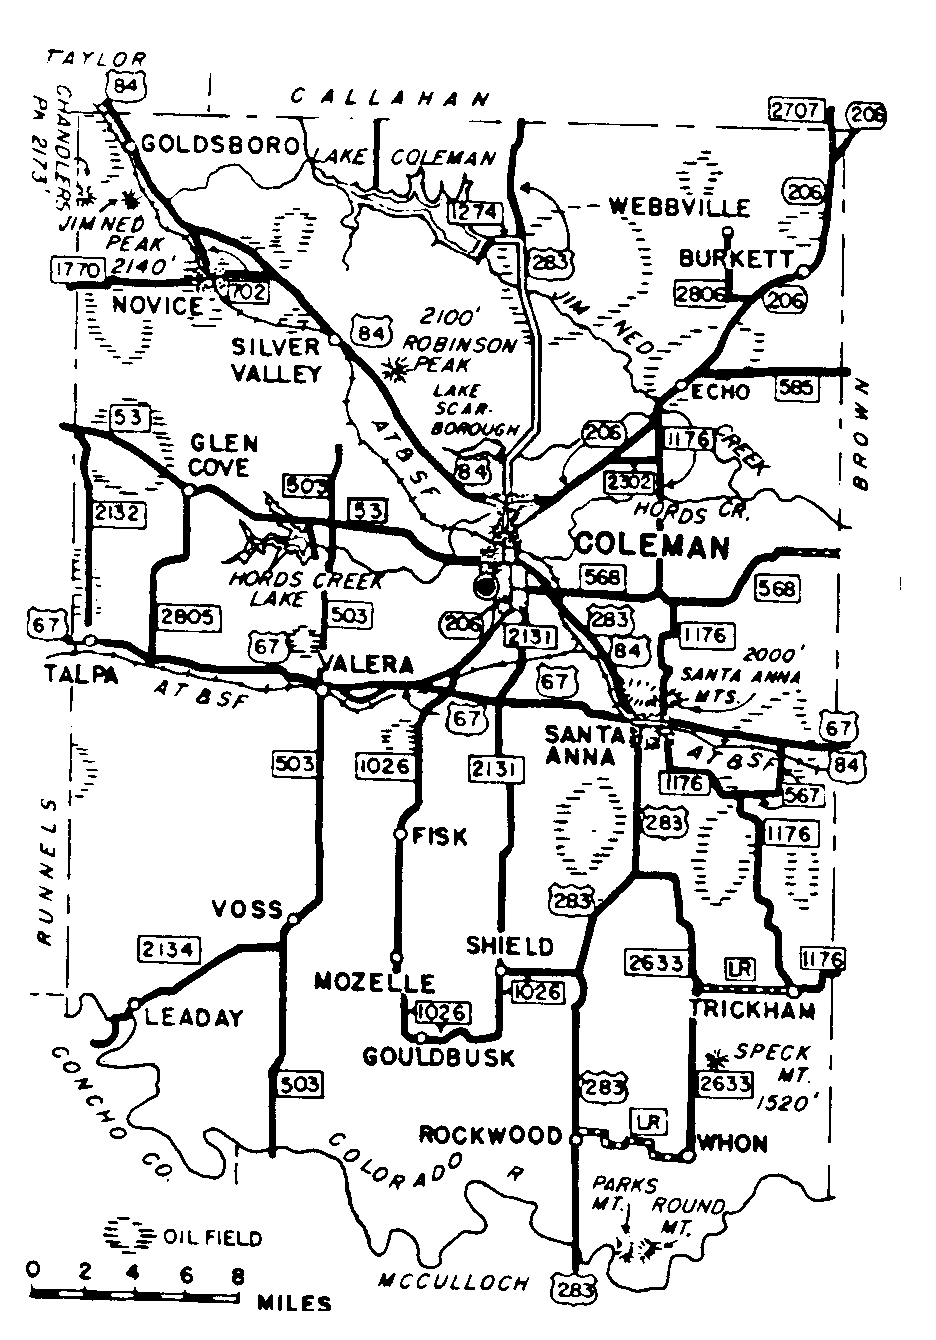 TAYLOR
84
CALLAHAN
CHANDLERS
PK 2173'
2707
206
GOLDSBORO
LAKE COLEMAN
206
JIM NED
PEAK
2140'
1274
WEBBVILLE
BURKETT
1770
283
2806
206
NOVICE
702
JIM NED
CREEK
2100'
ROBINSON
PEAK
SILVER
VALLEY
84
LAKE
SCAR-
BOROUGH
ECHO
585
BROWN
53
GLEN
COVE
AT&SF
206
1176
84
503
2302
2132
53
HORDS CR.
COLEMAN
HORDS CREEK
LAKE
568
568
67
2805
503
206
2131
283
1176
67
84
2000'
SANTA ANNA
MTS.
TALPA
AT&SF
VALERA
67
67
67
SANTA
ANNA
AT&SF
84
503
1026
2131
1176
567
RUNNELS
283
1176
FISK
283
VOSS
2134
SHIELD
2633
LR
1176
MOZELLE
1026
TRICKHAM
LEADAY
1026
GOULDBUSK
SPECK
MT.
1520'
CONCHO CO.
503
283
2633
LR
ROCKWOOD
WHON
COLORADO R
PARKS
MT.
ROUND
MT.
OIL FIELD
0 2 4 6 8
MILES
MCCULLOCH
283